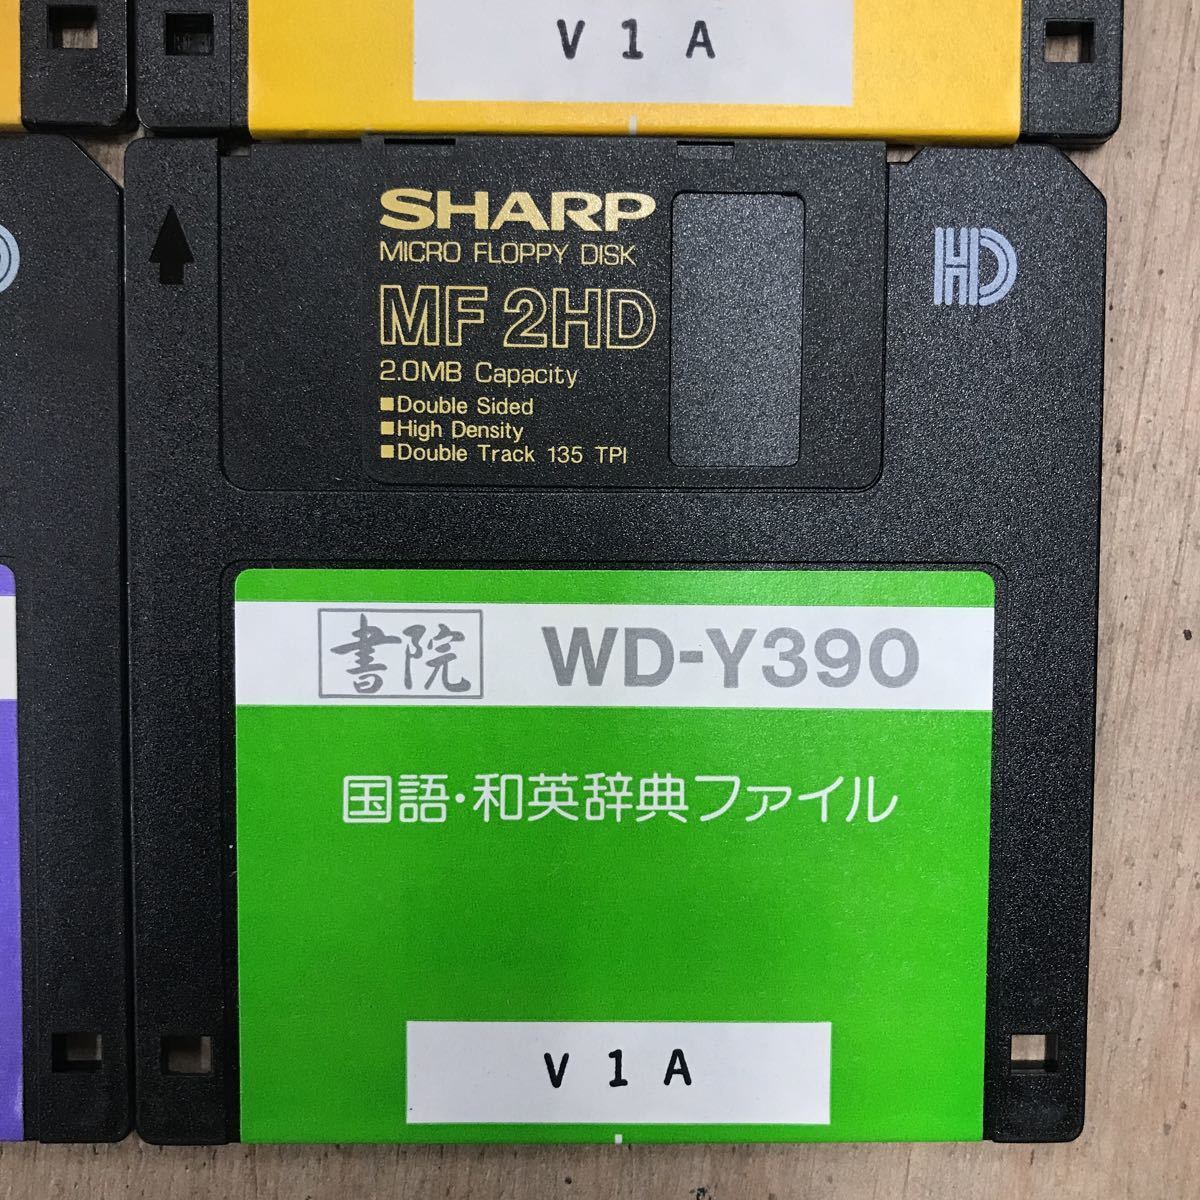 V 1 A
SHARP
MICRO FLOPPY DISK
MF 2HD
2.0MB Capacity
■Double Sided
■High Density
■Double Track 135 TPI
HD
書院 WD-Y390
国語・和英辞典ファイル
V 1 A